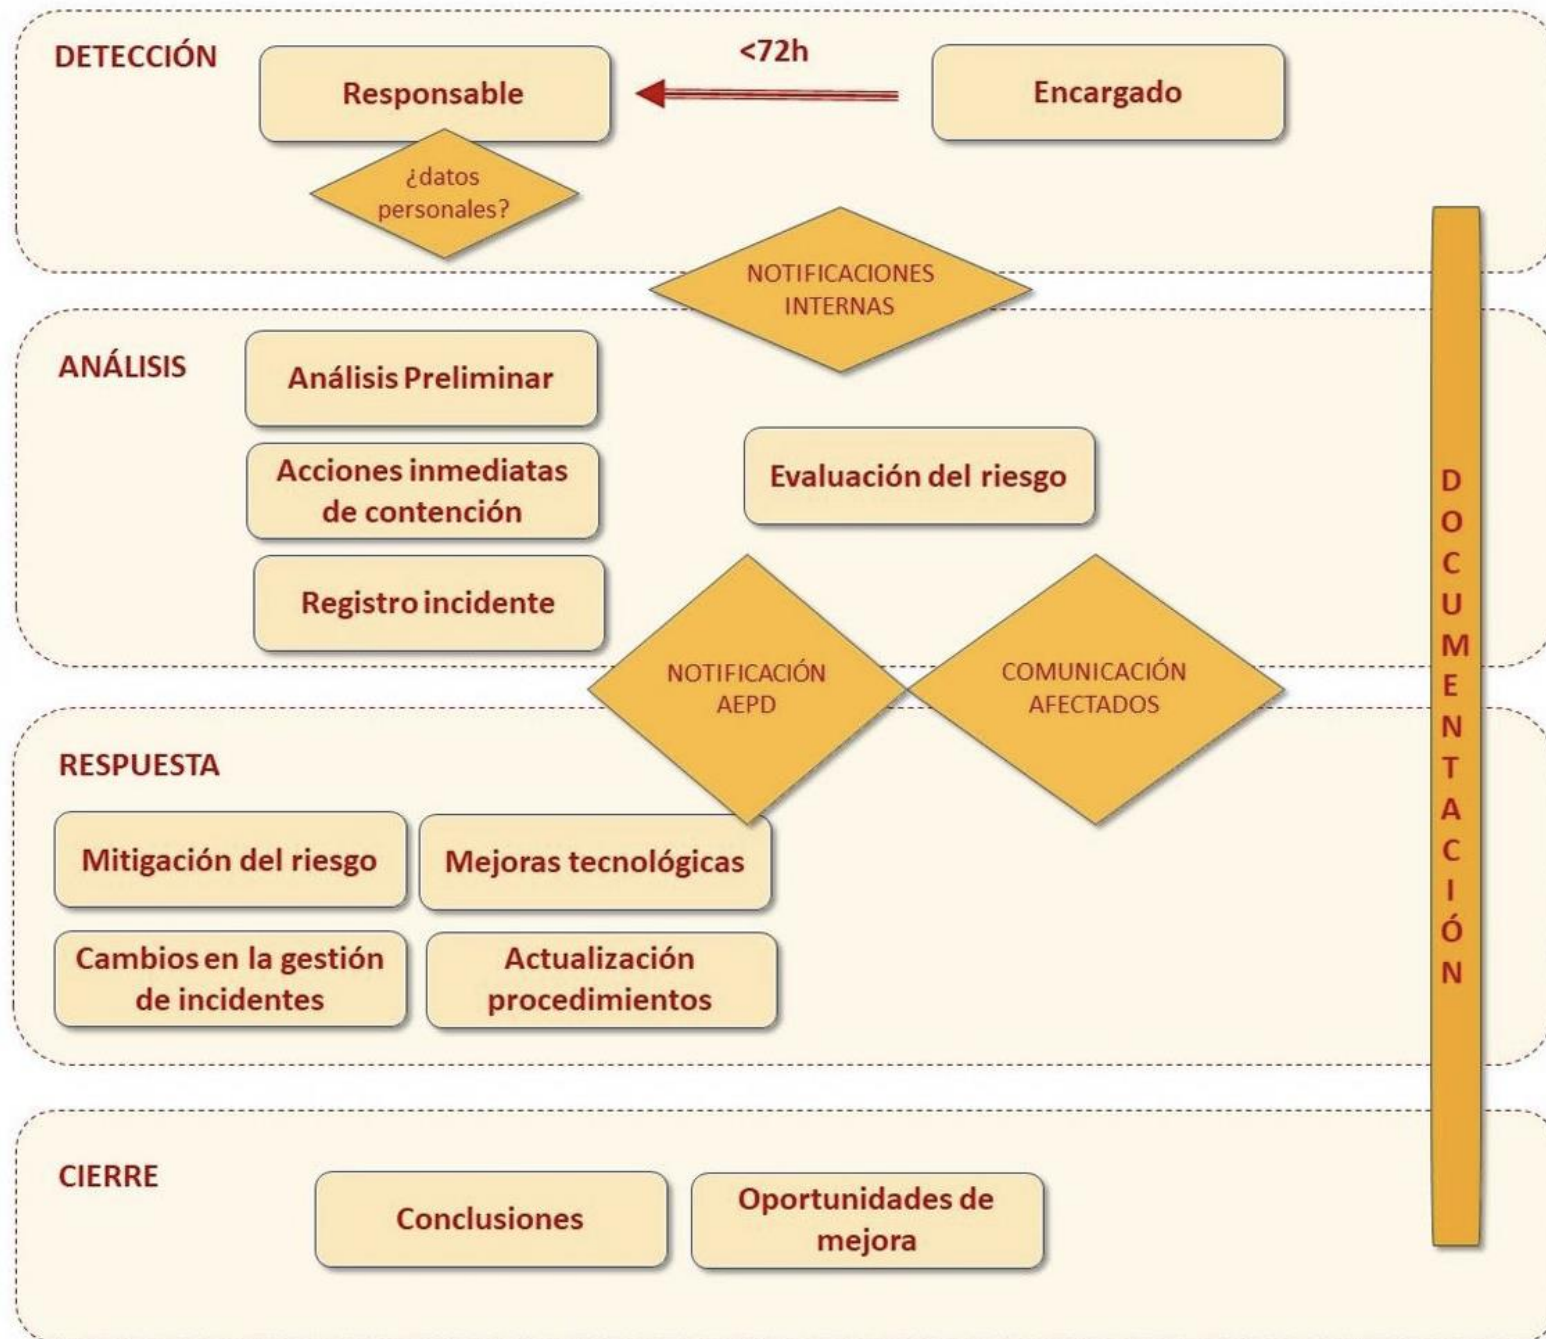 DETECCIÓN
Responsable
<72h
Encargado
¿datos
personales?
NOTIFICACIONES
INTERNAS
ANÁLISIS
Análisis Preliminar
Acciones inmediatas
de contención
Evaluación del riesgo
Registro incidente
NOTIFICACIÓN
AEPD
COMUNICACIÓN
AFECTADOS
RESPUESTA
Mitigación del riesgo
Mejoras tecnológicas
Cambios en la gestión
de incidentes
Actualización
procedimientos
CIERRE
Conclusiones
Oportunidades de
mejora
DOCUMENTACIÓN